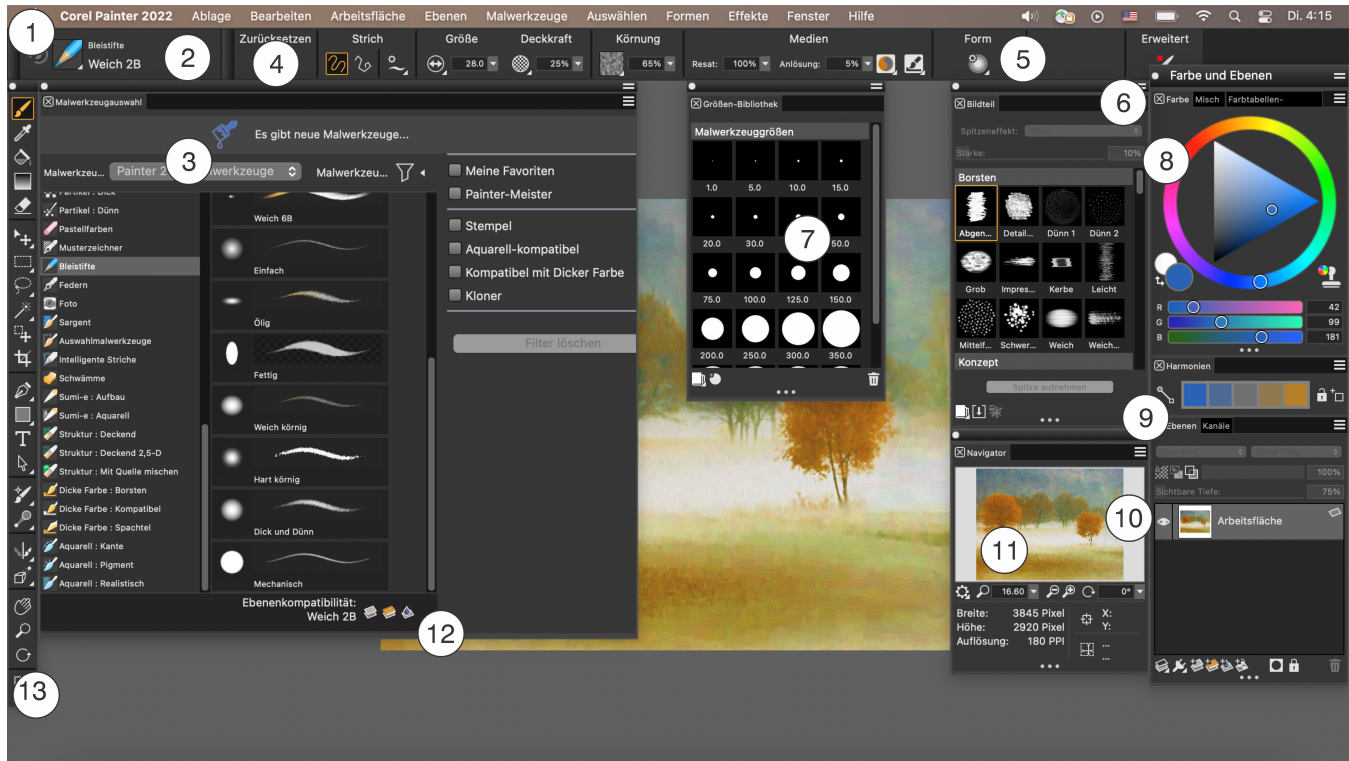 Corel Painter 2022 Ablage Bearbeiten Arbeitsfläche Ebenen Malwerkzeuge Auswählen Formen Effekte Fenster Hilfe Di. 4:15
1
Bleistifte
Weich 2B
2
Zurücksetzen
4
Strich
Größe
28.0
Deckkraft
25%
Körnung
65%
Medien
Resat: 100% Anlösung: 5%
Form
5
Erweitert
Malwerkzeugauswahl
Es gibt neue Malwerkzeuge...
3
Malwerkzeu...
Malwerkzeu...
Partikel : Dünn
Pastellfarben
Musterzeichner
Bleistifte
Federn
Foto
Sargent
Auswahlmalwerkzeuge
Intelligente Striche
Schwämme
Sumi-e : Aufbau
Sumi-e : Aquarell
Struktur : Deckend
Struktur : Deckend 2,5-D
Struktur : Mit Quelle mischen
Dicke Farbe : Borsten
Dicke Farbe : Kompatibel
Dicke Farbe : Spachtel
Aquarell : Kante
Aquarell : Pigment
Aquarell : Realistisch
Weich 6B
Einfach
Ölig
Fettig
Weich körnig
Hart körnig
Dick und Dünn
Mechanisch
Ebenenkompatibilität:
Weich 2B
12
13
Meine Favoriten
Painter-Meister
Stempel
Aquarell-kompatibel
Kompatibel mit Dicker Farbe
Kloner
Filter löschen
Größen-Bibliothek
Malwerkzeuggrößen
1.0 5.0 10.0 15.0
20.0 30.0 50.0
7
75.0 100.0 125.0 150.0
200.0 250.0 300.0 350.0
Bildteil
6
Spitzeneffekt:
Stärke: 10%
Borsten
Abgen... Detail... Dünn 1 Dünn 2
Grob Impres... Kerbe Leicht
Mittelf... Schwer... Weich Weich...
Konzept
Spitze aufnehmen
Navigator
11
16.60 0°
Breite: 3845 Pixel X:
Höhe: 2920 Pixel Y:
Auflösung: 180 PPI ...
...
Farbe und Ebenen
Farbe Misch Farbtabellen-
8
R 42
G 99
B 181
Harmonien
9
Ebenen Kanäle
100%
Sichtbare Tiefe: 75%
10
Arbeitsfläche